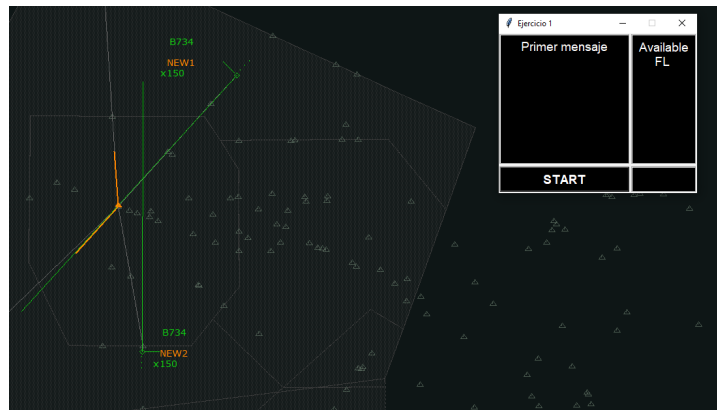 Ejercicio 1
Primer mensaje
Available
FL
START
B734
NEW1
x150
B734
NEW2
x150